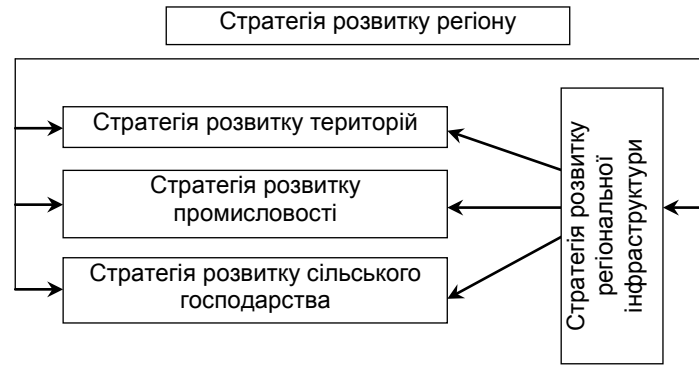 Стратегія розвитку регіону
Стратегія розвитку територій
Стратегія розвитку
промисловості
Стратегія розвитку сільського
господарства
Стратегія розвитку
регіональної
інфраструктури